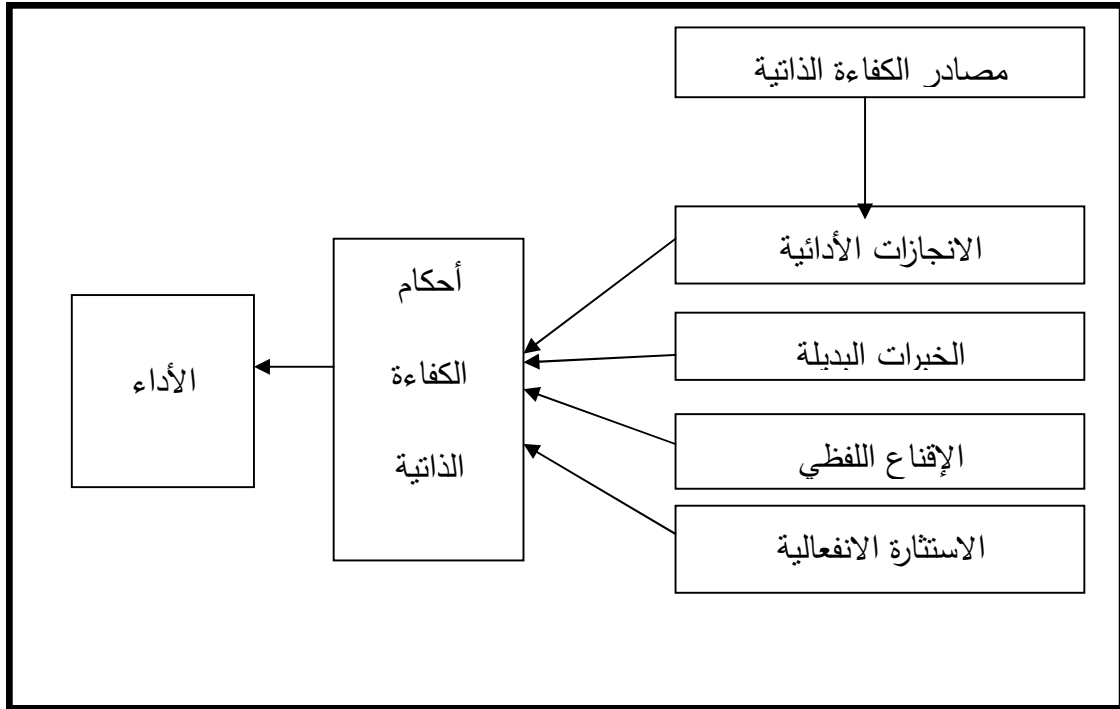 مصادر الكفاءة الذاتية
الانجازات الأدائية
الخبرات البديلة
الإقناع اللفظي
الاستثارة الانفعالية
أحكام
الكفاءة
الذاتية
الأداء